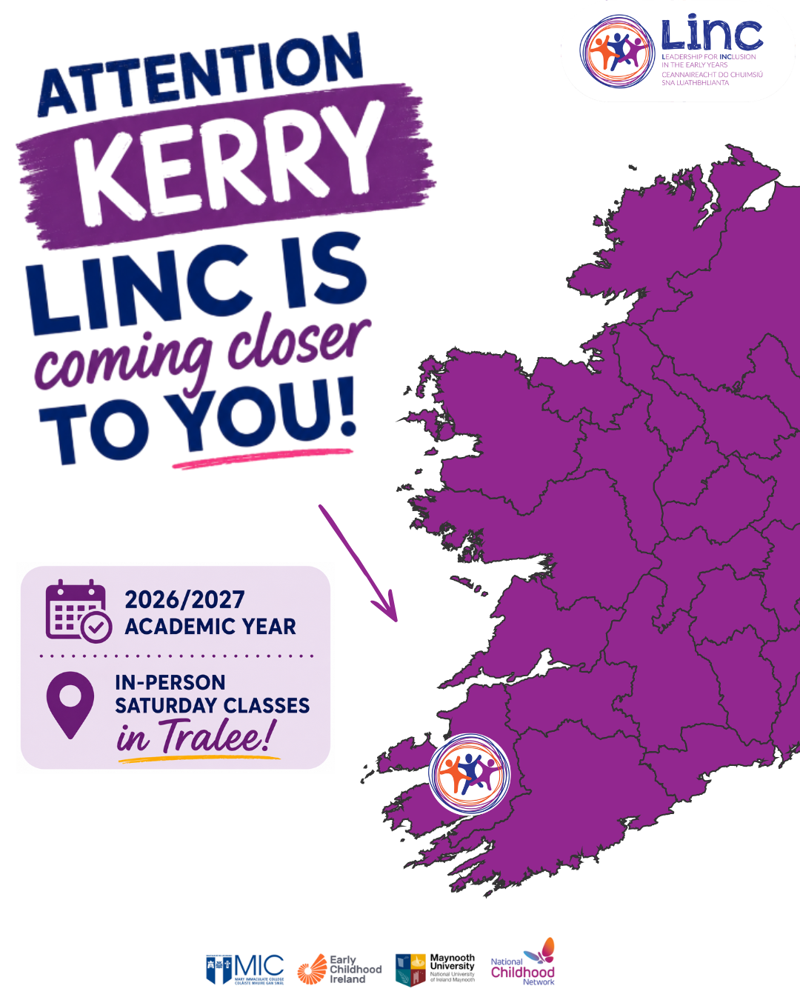 ATTENTION
KERRY
LINC IS
coming closer
TO YOU!
Linc
LEADERSHIP FOR INCLUSION
IN THE EARLY YEARS
CEANNAIREACHT DO CHUIMSIÚ
SNA LUATHBHLIANTA
2026/2027
ACADEMIC YEAR
IN-PERSON
SATURDAY CLASSES
in Tralee!
MIC
MARY IMMACULATE COLLEGE
COLÁISTE MHUIRE GAN SMÁL
Early
Childhood
Ireland
Maynooth
University
National University
of Ireland Maynooth
National
Childhood
Network